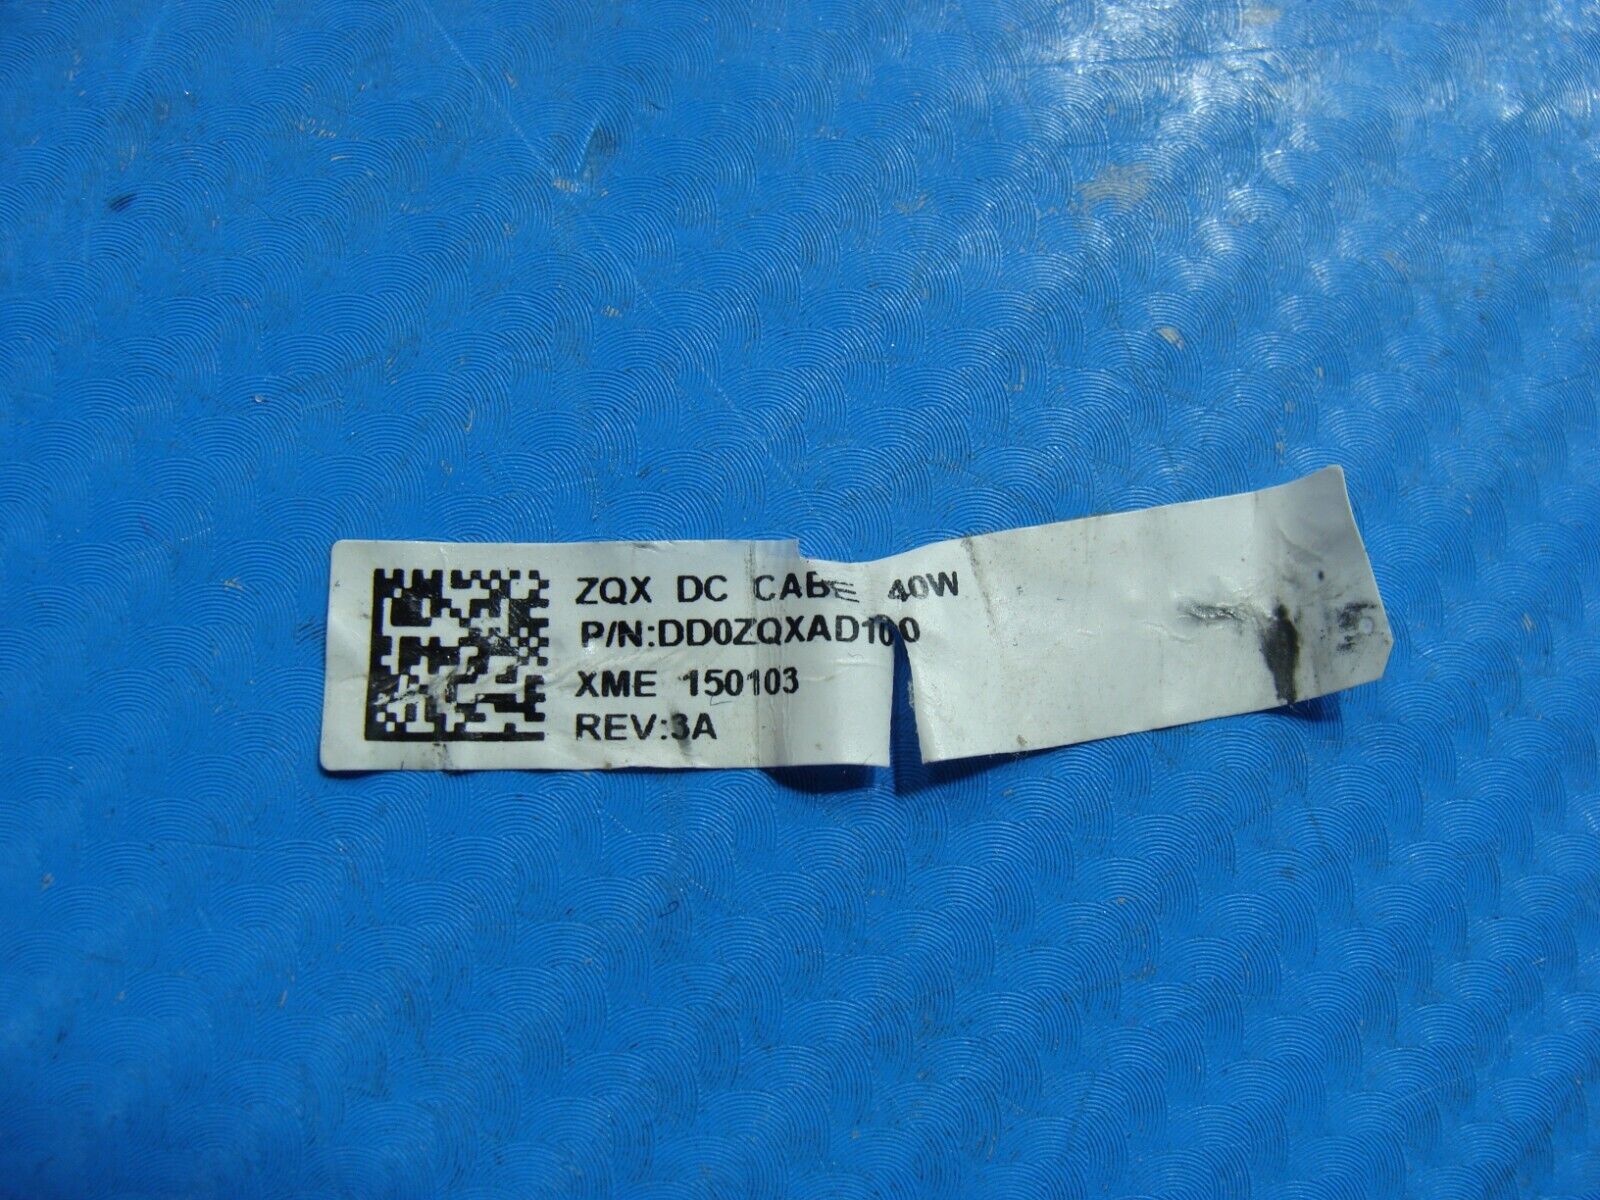 ZQX DC CABE 40W
P/N:DD0ZQXAD100
XME 150103
REV:3A